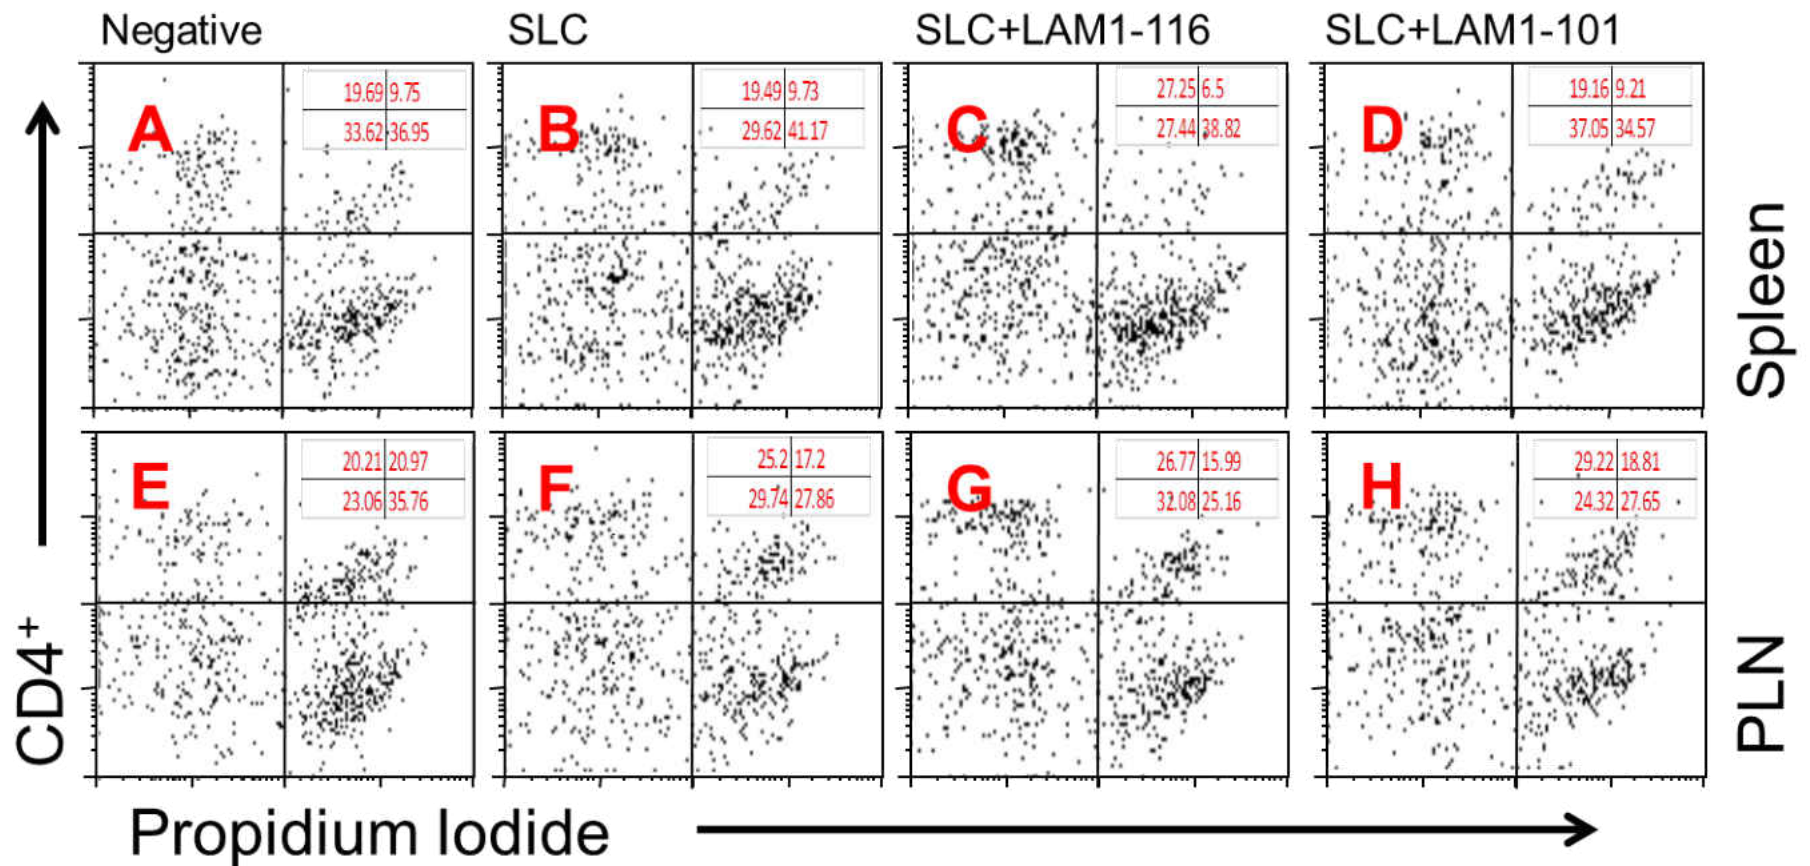 Negative SLC SLC+LAM1-116 SLC+LAM1-101
A 19.69 9.75
33.62 36.95
B 19.49 9.73
29.62 41.17
C 27.25 6.5
27.44 38.82
D 19.16 9.21
37.05 34.57
Spleen
E 20.21 20.97
23.06 35.76
F 25.2 17.2
29.74 27.86
G 26.77 15.99
32.08 25.16
H 29.22 18.81
24.32 27.65
PLN
CD4⁺
Propidium Iodide